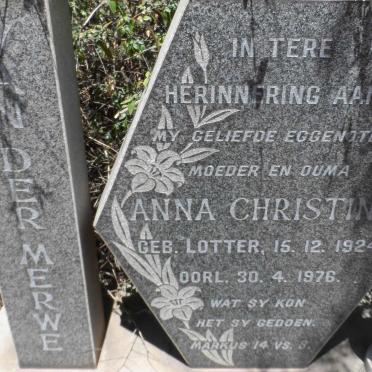 VAN DER MERWE
IN TERE
HERINNERING AAN
MY GELIEFDE EGGENOTE
MOEDER EN OUMA
ANNA CHRISTIN
GEB. LOTTER, 15. 12. 1924
OORL. 30. 4. 1976.
WAT SY KON
HET SY GEDOEN.
MARKUS 14 VS. 8.